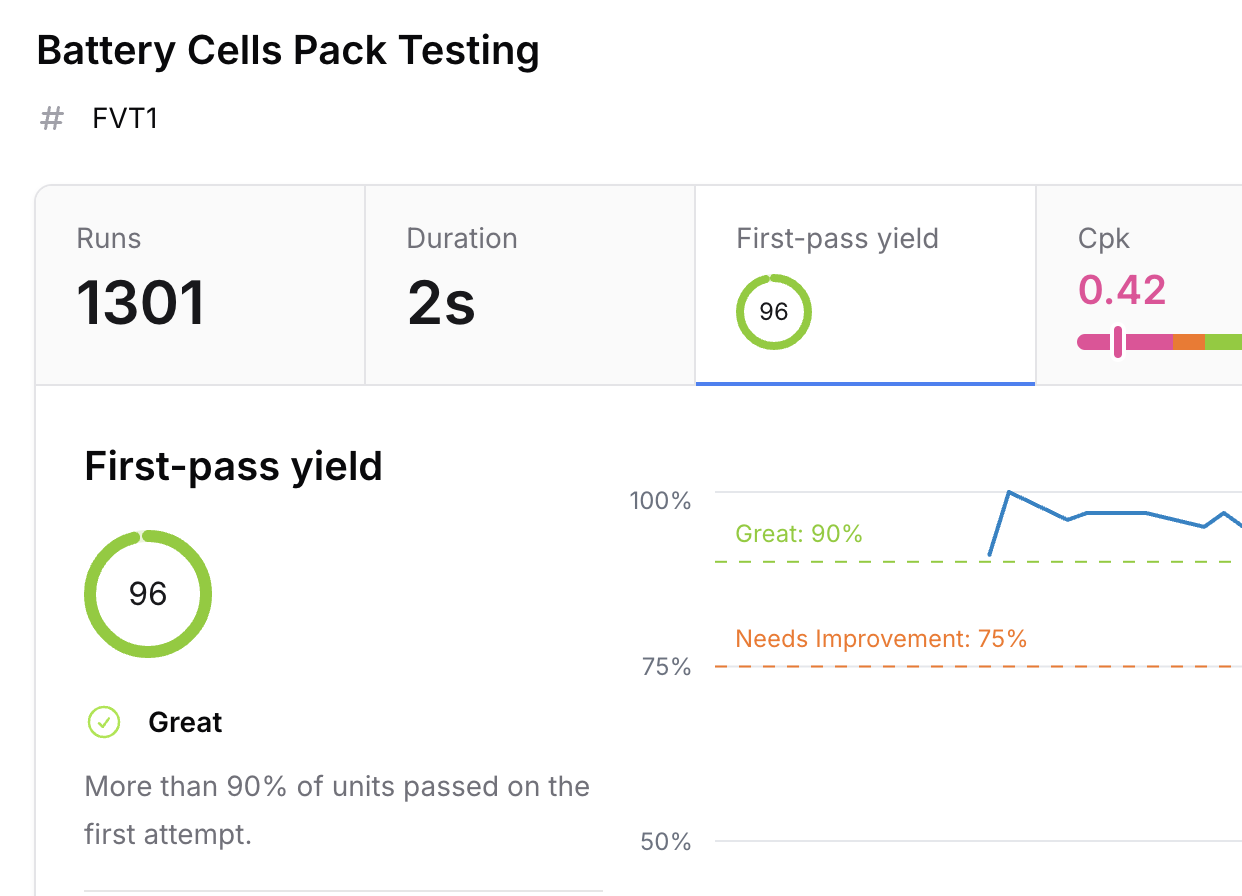 Battery Cells Pack Testing
# FVT1
Runs
1301
Duration
2s
First-pass yield
96
Cpk
0.42
First-pass yield
96
Great
More than 90% of units passed on the
first attempt.
100%
Great: 90%
Needs Improvement: 75%
75%
50%